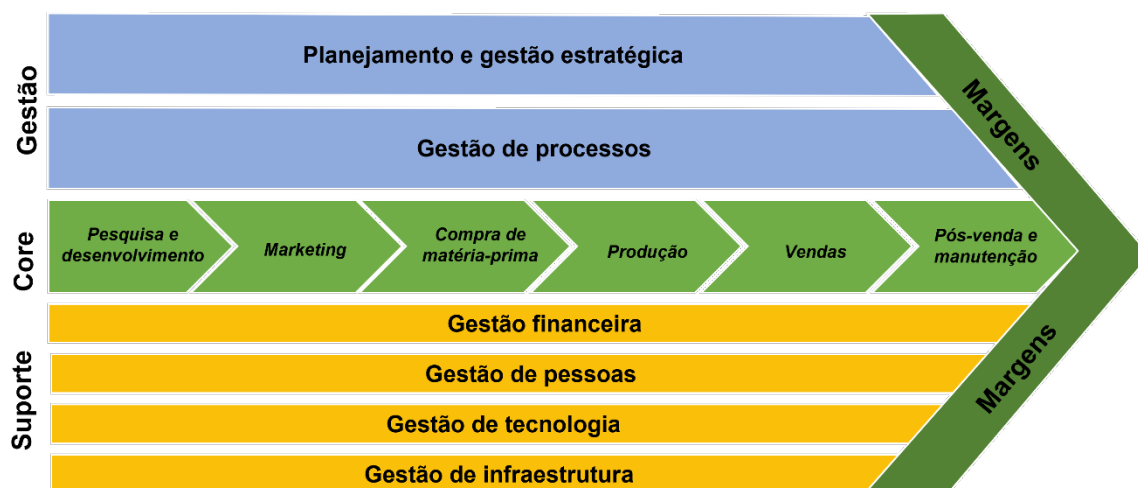 Gestão
Planejamento e gestão estratégica
Gestão de processos
Margens
Core
Pesquisa e
desenvolvimento
Marketing
Compra de
matéria-prima
Produção
Vendas
Pós-venda e
manutenção
Suporte
Gestão financeira
Gestão de pessoas
Gestão de tecnologia
Gestão de infraestrutura
Margens